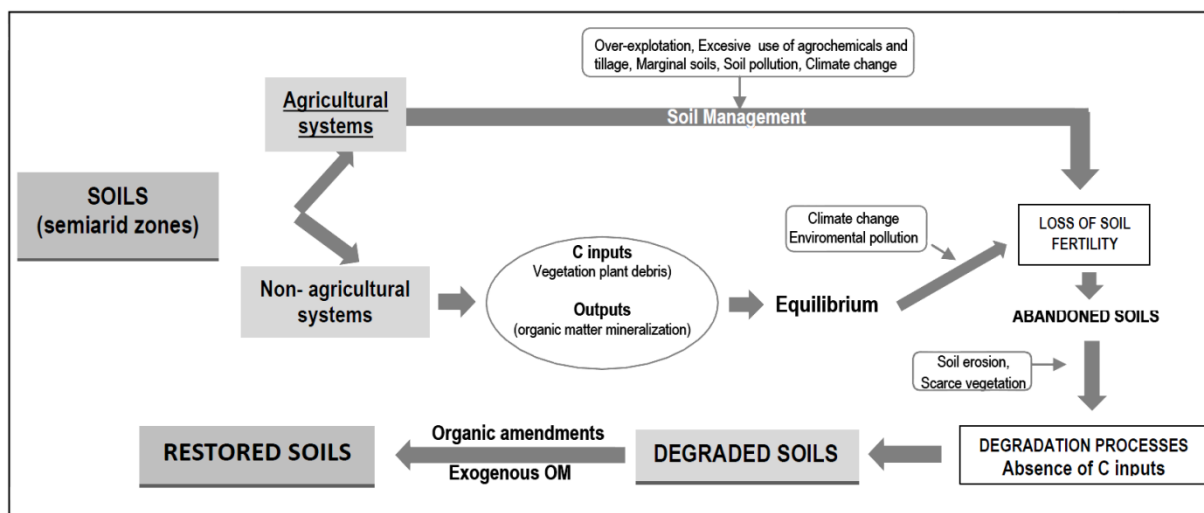 Over-explotation, Excesive use of agrochemicals and
tillage, Marginal soils, Soil pollution, Climate change
Agricultural
systems
Soil Management
SOILS
(semiarid zones)
Climate change
Enviromental pollution
LOSS OF SOIL
FERTILITY
C inputs
Vegetation plant debris)
Outputs
(organic matter mineralization)
Non- agricultural
systems
Equilibrium
ABANDONED SOILS
Soil erosion,
Scarce vegetation
RESTORED SOILS
Organic amendments
Exogenous OM
DEGRADED SOILS
DEGRADATION PROCESSES
Absence of C inputs